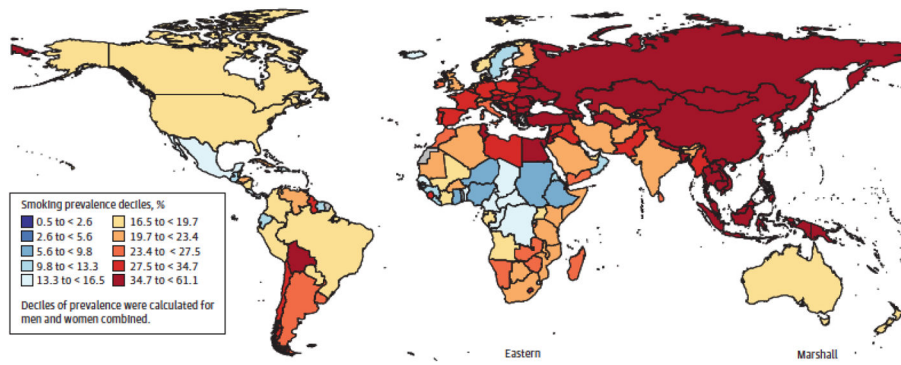 Smoking prevalence deciles, %
0.5 to < 2.6 16.5 to < 19.7
2.6 to < 5.6 19.7 to < 23.4
5.6 to < 9.8 23.4 to < 27.5
9.8 to < 13.3 27.5 to < 34.7
13.3 to < 16.5 34.7 to < 61.1
Deciles of prevalence were calculated for
men and women combined.
Eastern Marshall